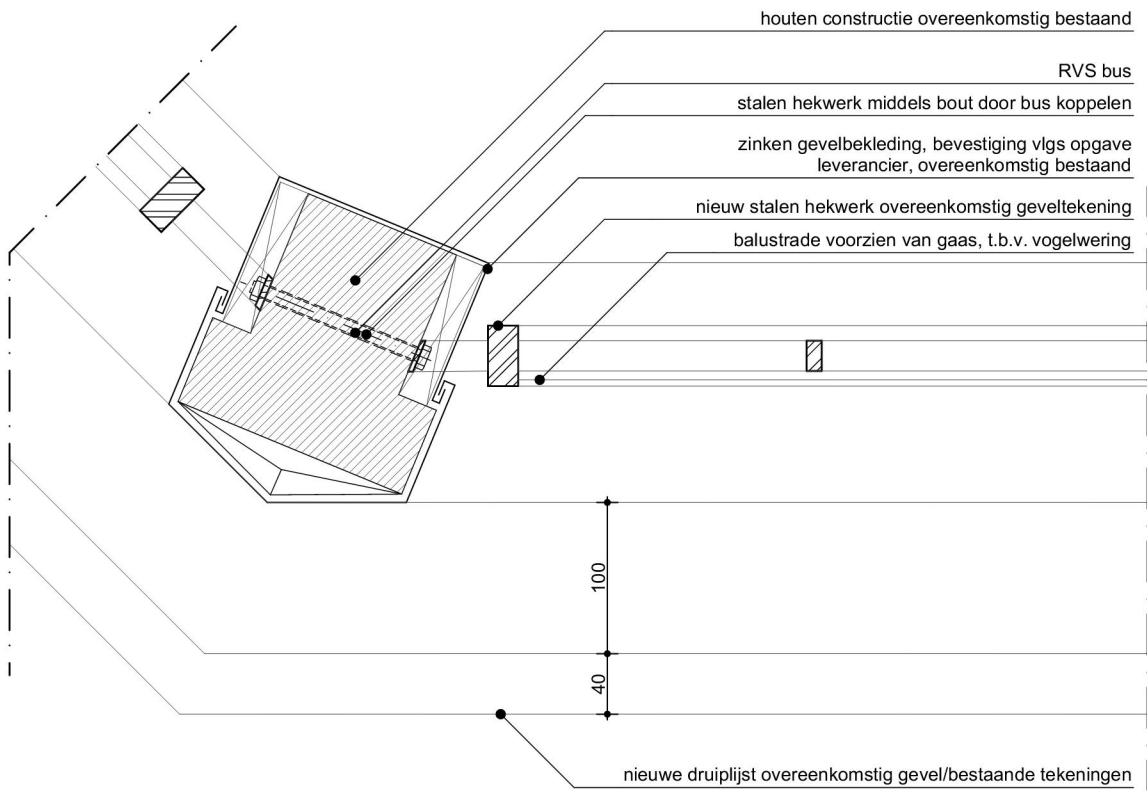 houten constructie overeenkomstig bestaand
RVS bus
stalen hekwerk middels bout door bus koppelen
zinken gevelbekleding, bevestiging vlgs opgave
leverancier, overeenkomstig bestaand
nieuw stalen hekwerk overeenkomstig geveltekening
balustrade voorzien van gaas, t.b.v. vogelwering
100
40
nieuwe druiplijst overeenkomstig gevel/bestaande tekeningen